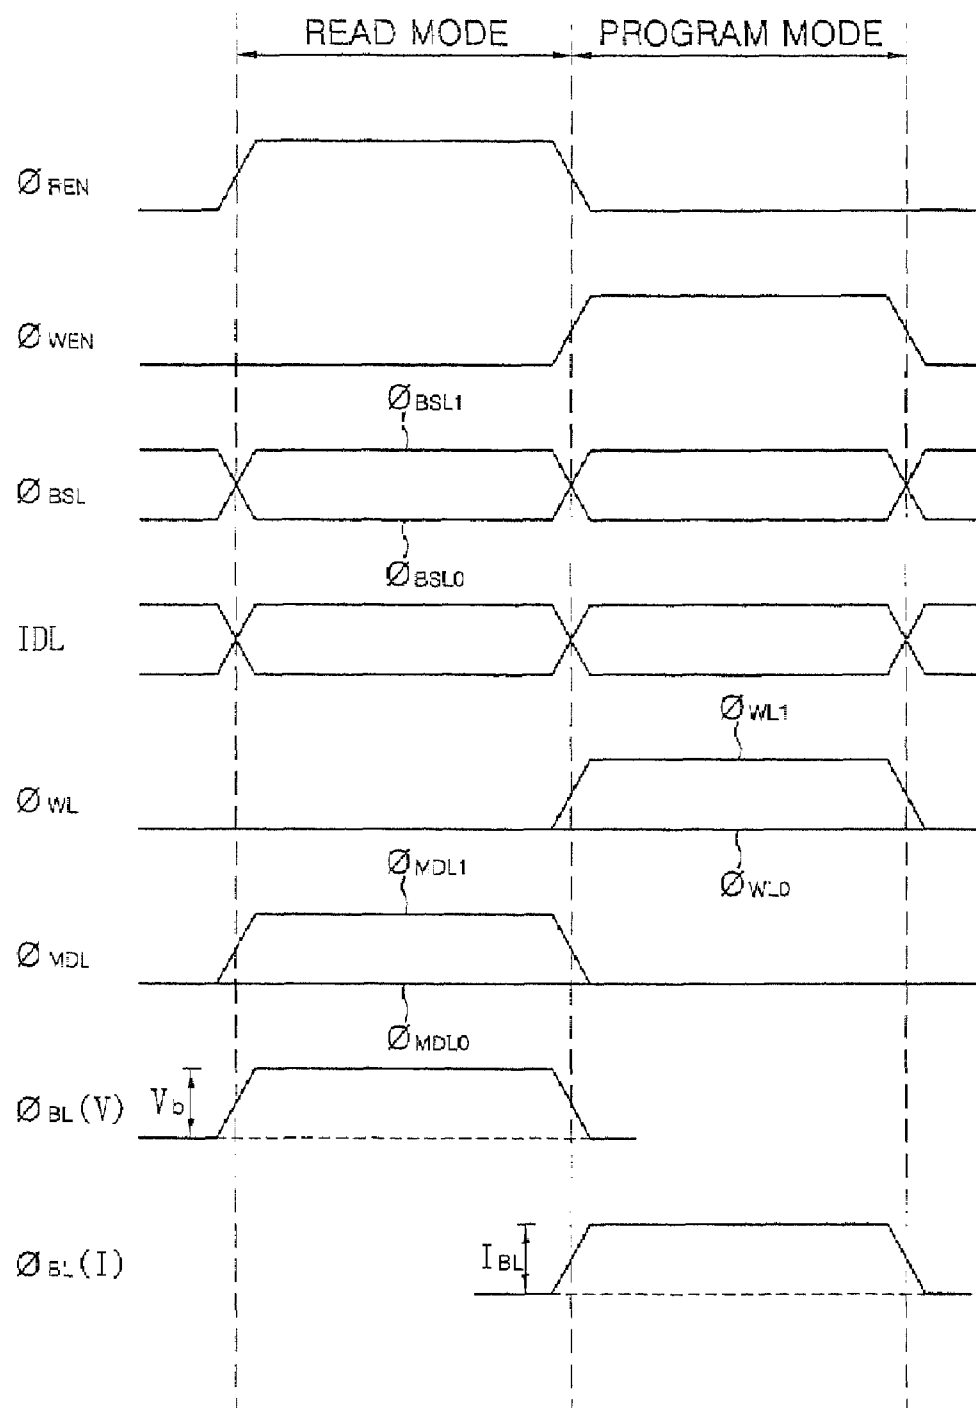 READ MODE PROGRAM MODE
Ø REN
Ø WEN
Ø BSL1
Ø BSL
Ø BSL0
IDL
Ø WL1
Ø WL
Ø MDL1
Ø WL0
Ø MDL
Ø MDL0
Ø BL (V) Vb
Ø BL (I) IBL